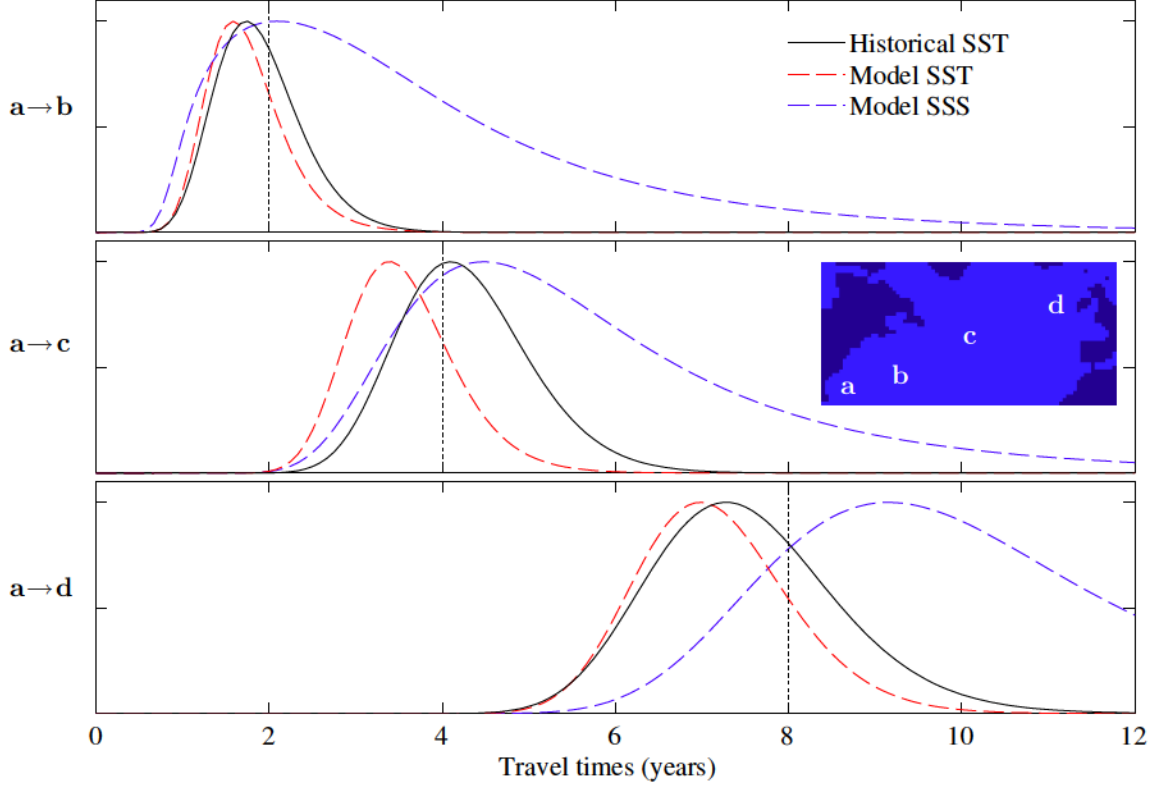 Historical SST
Model SST
Model SSS
a→b
a→c
a
b
c
d
a→d
0 2 4 6 8 10 12
Travel times (years)